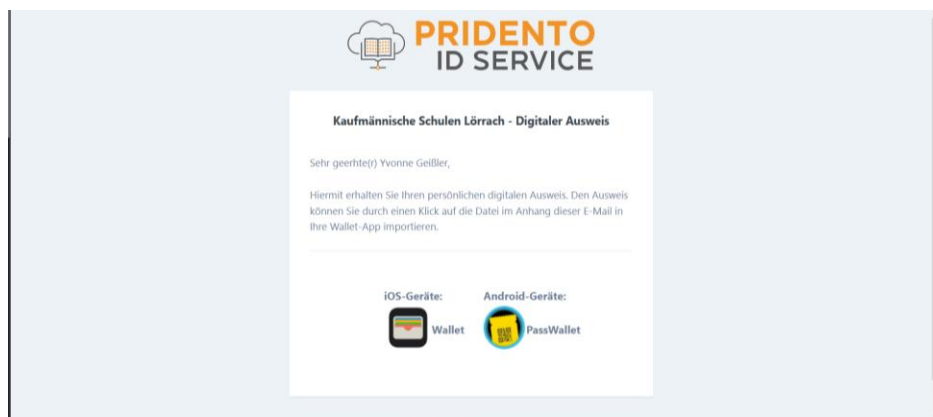 PRIDENTO
ID SERVICE
Kaufmännische Schulen Lörrach - Digitaler Ausweis
Sehr geerhte(r) Yvonne Geißler,
Hiermit erhalten Sie Ihren persönlichen digitalen Ausweis. Den Ausweis
können Sie durch einen Klick auf die Datei im Anhang dieser E-Mail in
Ihre Wallet-App importieren.
iOS-Geräte: Android-Geräte:
Wallet PassWallet